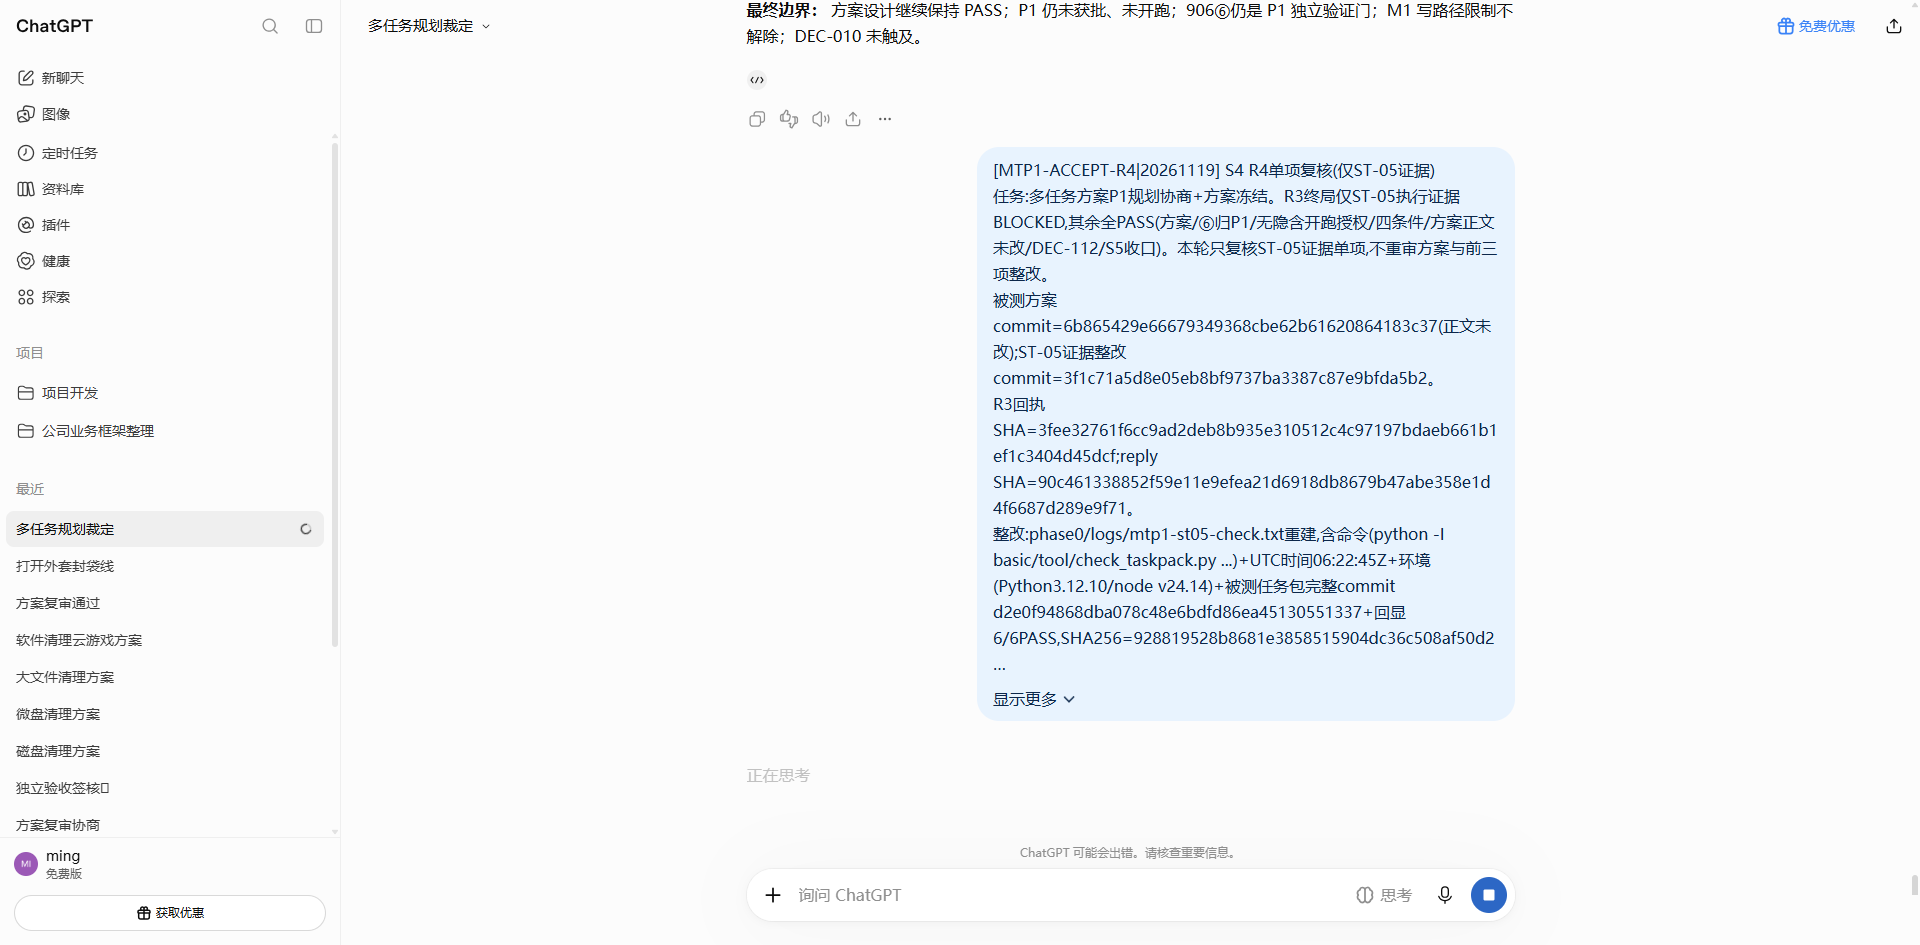 ChatGPT
新聊天
图像
定时任务
资料库
插件
健康
探索
项目
项目开发
公司业务框架整理
最近
多任务规划裁定
打开外套封袋线
方案复审通过
软件清理云游戏方案
大文件清理方案
微盘清理方案
磁盘清理方案
独立验收签核
方案复审协商
MI
ming
免费版
获取优惠
多任务规划裁定
免费优惠
最终边界： 方案设计继续保持 PASS；P1 仍未获批、未开跑；906⑥仍是 P1 独立验证门；M1 写路径限制不
解除；DEC-010 未触及。
[MTP1-ACCEPT-R4|20261119] S4 R4单项复核(仅ST-05证据)
任务:多任务方案P1规划协商+方案冻结。R3终局仅ST-05执行证据
BLOCKED,其余全PASS(方案/⑥归P1/无隐含开跑授权/四条件/方案正文
未改/DEC-112/S5收口)。本轮只复核ST-05证据单项,不重审方案与前三
项整改。
被测方案
commit=6b865429e66679349368cbe62b61620864183c37(正文未
改);ST-05证据整改
commit=3f1c71a5d8e05eb8bf9737ba3387c87e9bfda5b2。
R3回执
SHA=3fee32761f6cc9ad2deb8b935e310512c4c97197bdaeb661b1
ef1c3404d45dcf;reply
SHA=90c461338852f59e11e9efea21d6918db8679b47abe358e1d
4f6687d289e9f71。
整改:phase0/logs/mtp1-st05-check.txt重建,含命令(python -I
basic/tool/check_taskpack.py ...)+UTC时间06:22:45Z+环境
(Python3.12.10/node v24.14)+被测任务包完整commit
d2e0f94868dba078c48e6bdfd86ea45130551337+回显
6/6PASS,SHA256=928819528b8681e3858515904dc36c508af50d2
...
显示更多
正在思考
ChatGPT 可能会出错。请核查重要信息。
询问 ChatGPT
思考